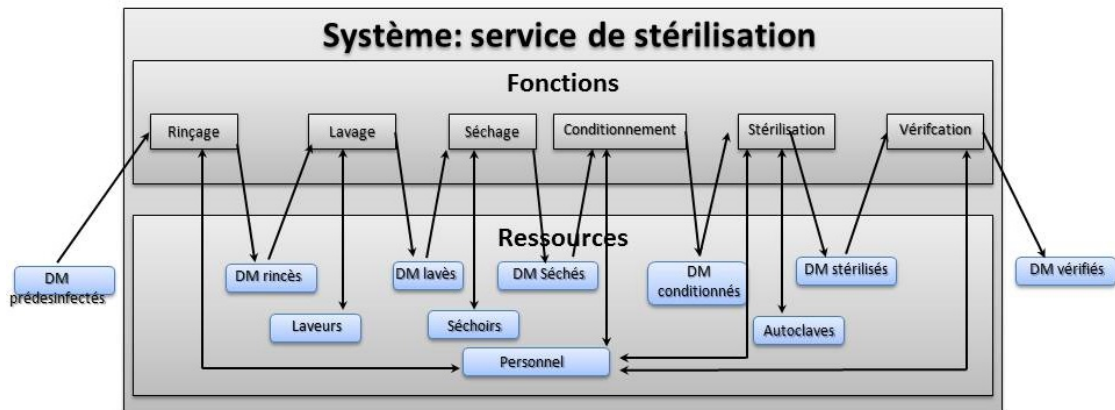 Système: service de stérilisation
Fonctions
Rinçage
Lavage
Séchage
Conditionnement
Stérilisation
Vérifcation
Ressources
DM
prédesinfectés
DM rincès
DM lavès
DM Séchés
DM
conditionnés
DM stérilisés
DM vérifiés
Laveurs
Séchoirs
Autoclaves
Personnel